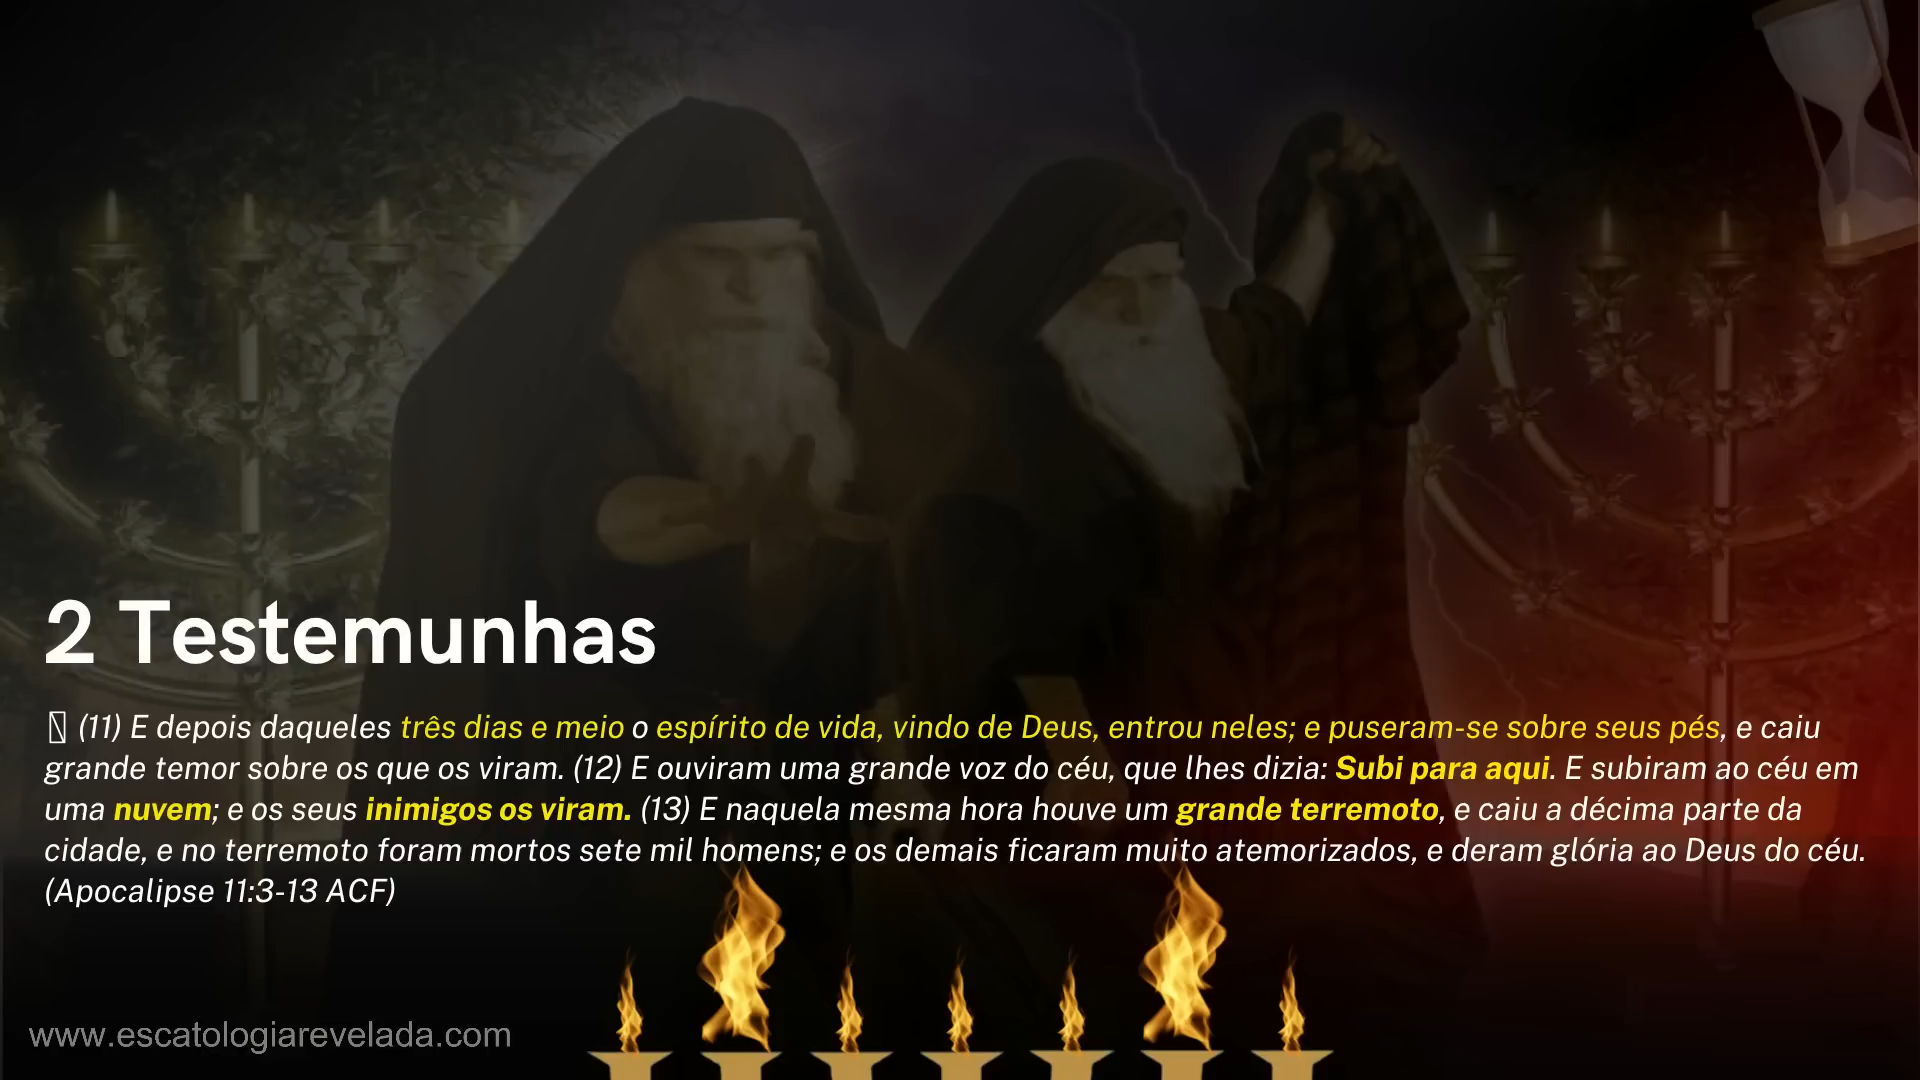 2 Testemunhas
(11) E depois daqueles três dias e meio o espírito de vida, vindo de Deus, entrou neles; e puseram-se sobre seus pés, e caiu
grande temor sobre os que os viram. (12) E ouviram uma grande voz do céu, que lhes dizia: Subi para aqui. E subiram ao céu em
uma nuvem; e os seus inimigos os viram. (13) E naquela mesma hora houve um grande terremoto, e caiu a décima parte da
cidade, e no terremoto foram mortos sete mil homens; e os demais ficaram muito atemorizados, e deram glória ao Deus do céu.
(Apocalipse 11:3-13 ACF)
www.escatologiarevelada.com